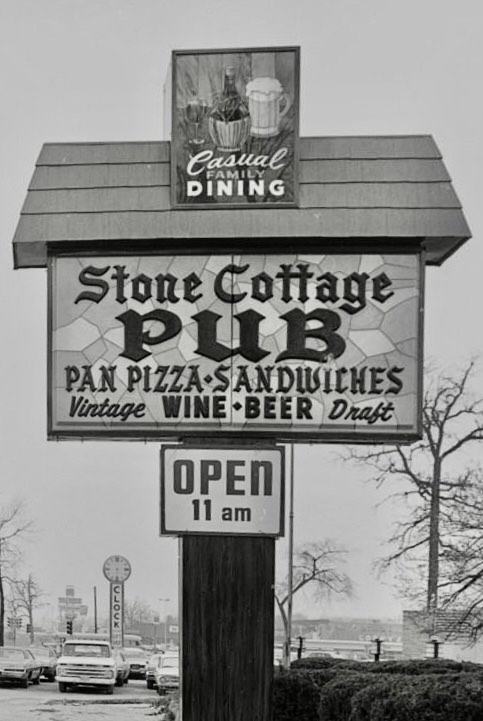 Casual
FAMILY
DINING
Stone Cottage
PUB
PAN PIZZA·SANDWICHES
Vintage WINE·BEER Draft
OPEN
11 am
CLOCK